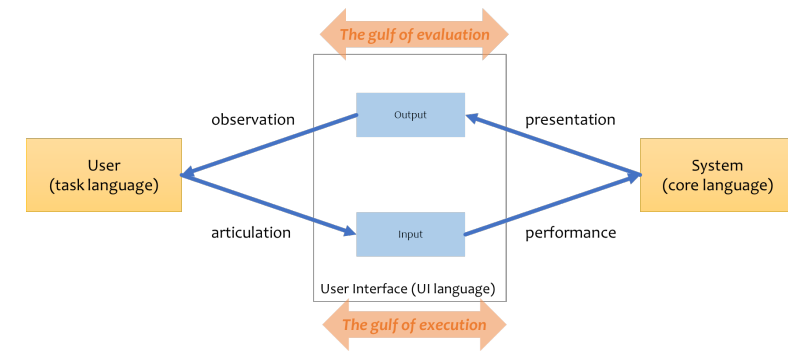 The gulf of evaluation
observation
Output
presentation
User
(task language)
System
(core language)
articulation
Input
performance
User Interface (UI language)
The gulf of execution